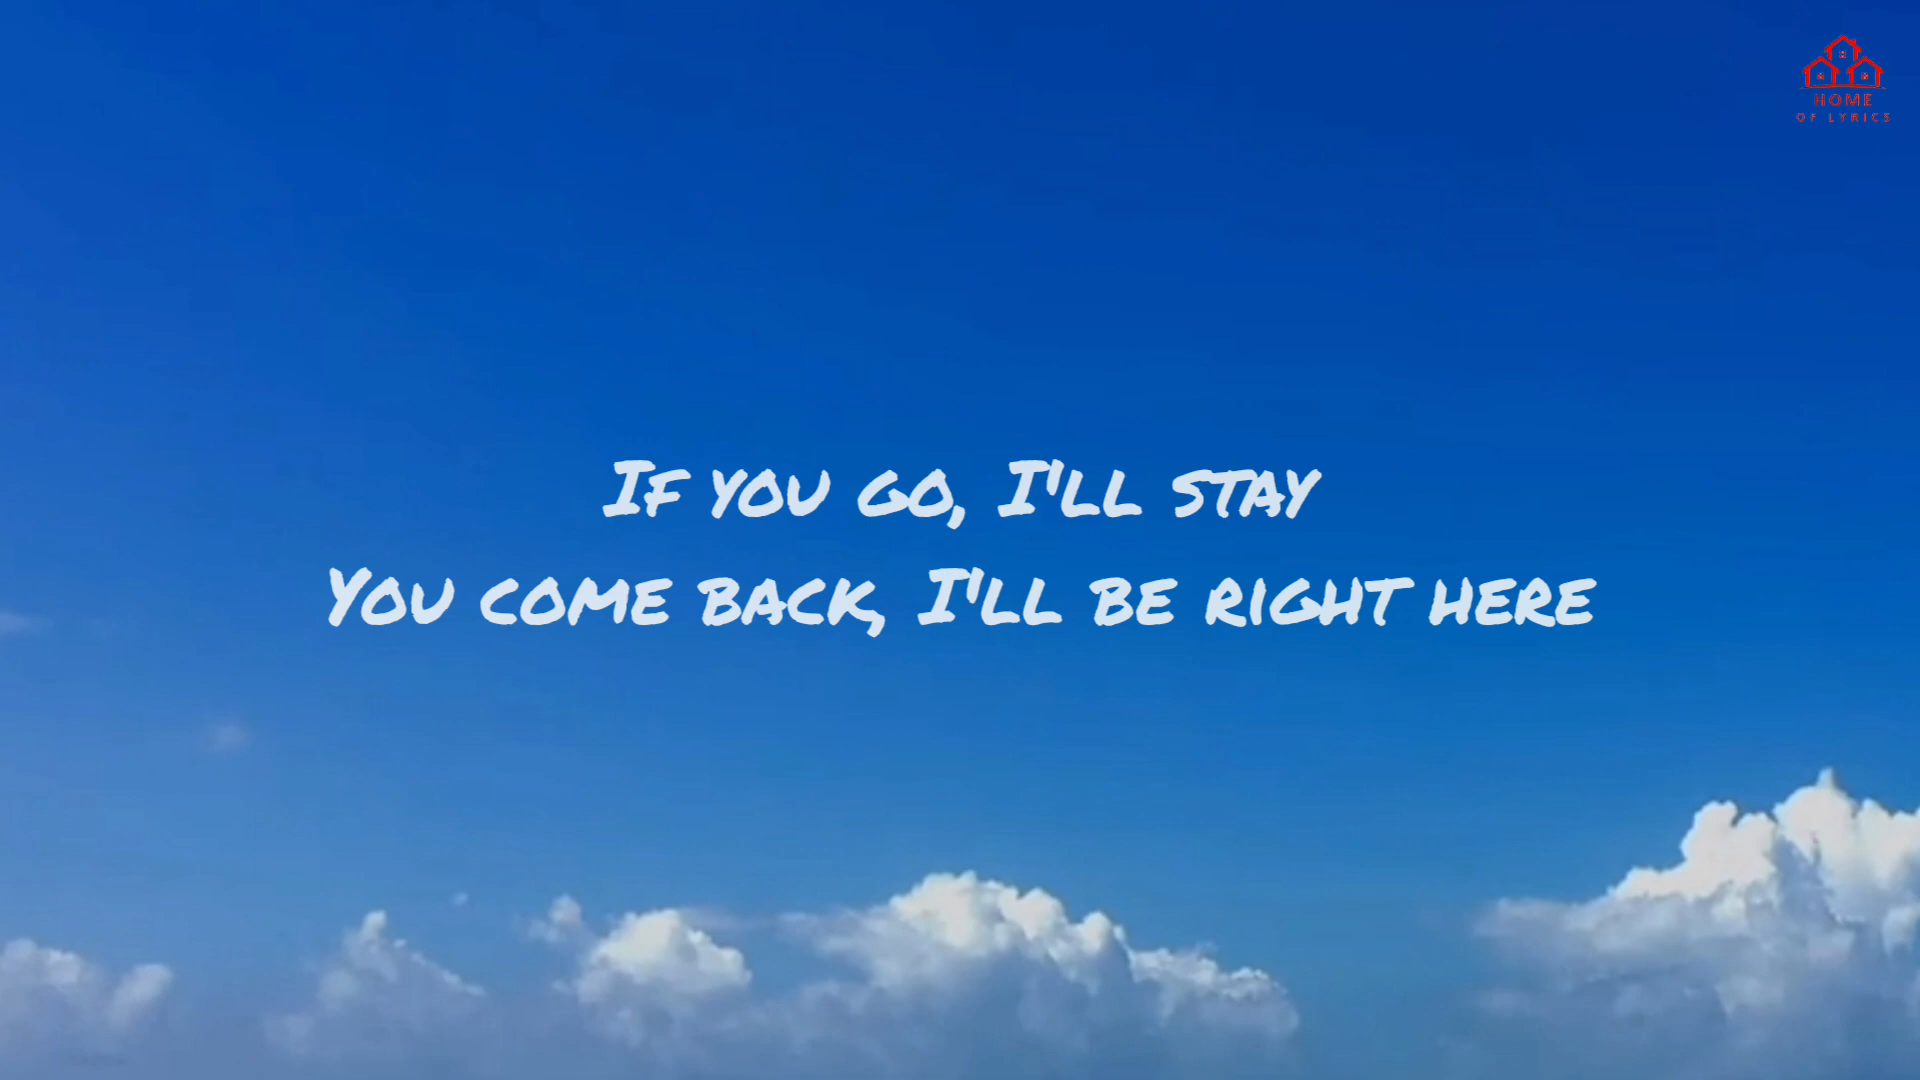 HOME
OF LYRICS
If you go, I'll stay
You come back, I'll be right here